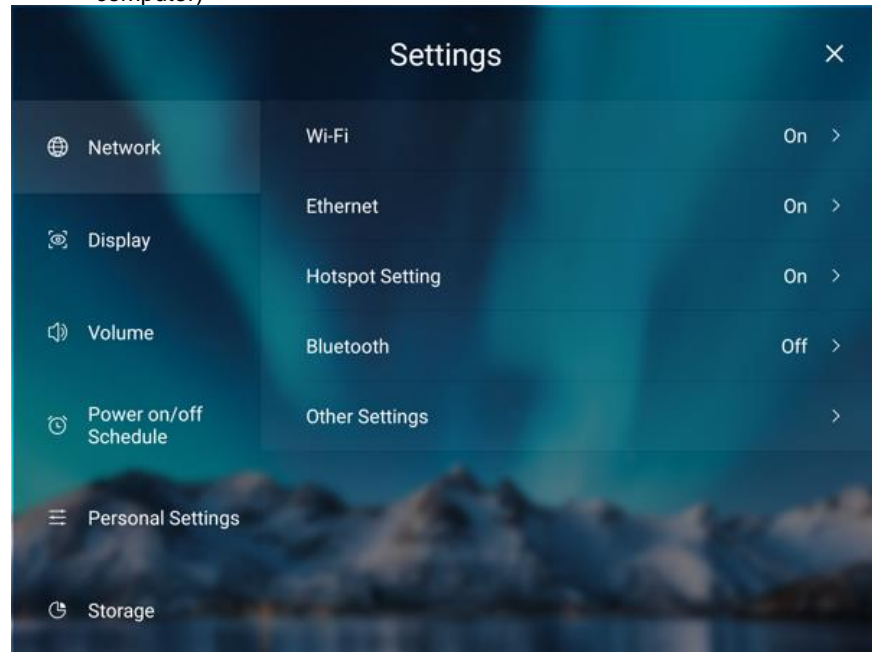 Settings
Network
Wi-Fi On
Ethernet On
Display
Hotspot Setting On
Volume
Bluetooth Off
Power on/off
Schedule
Other Settings
Personal Settings
Storage